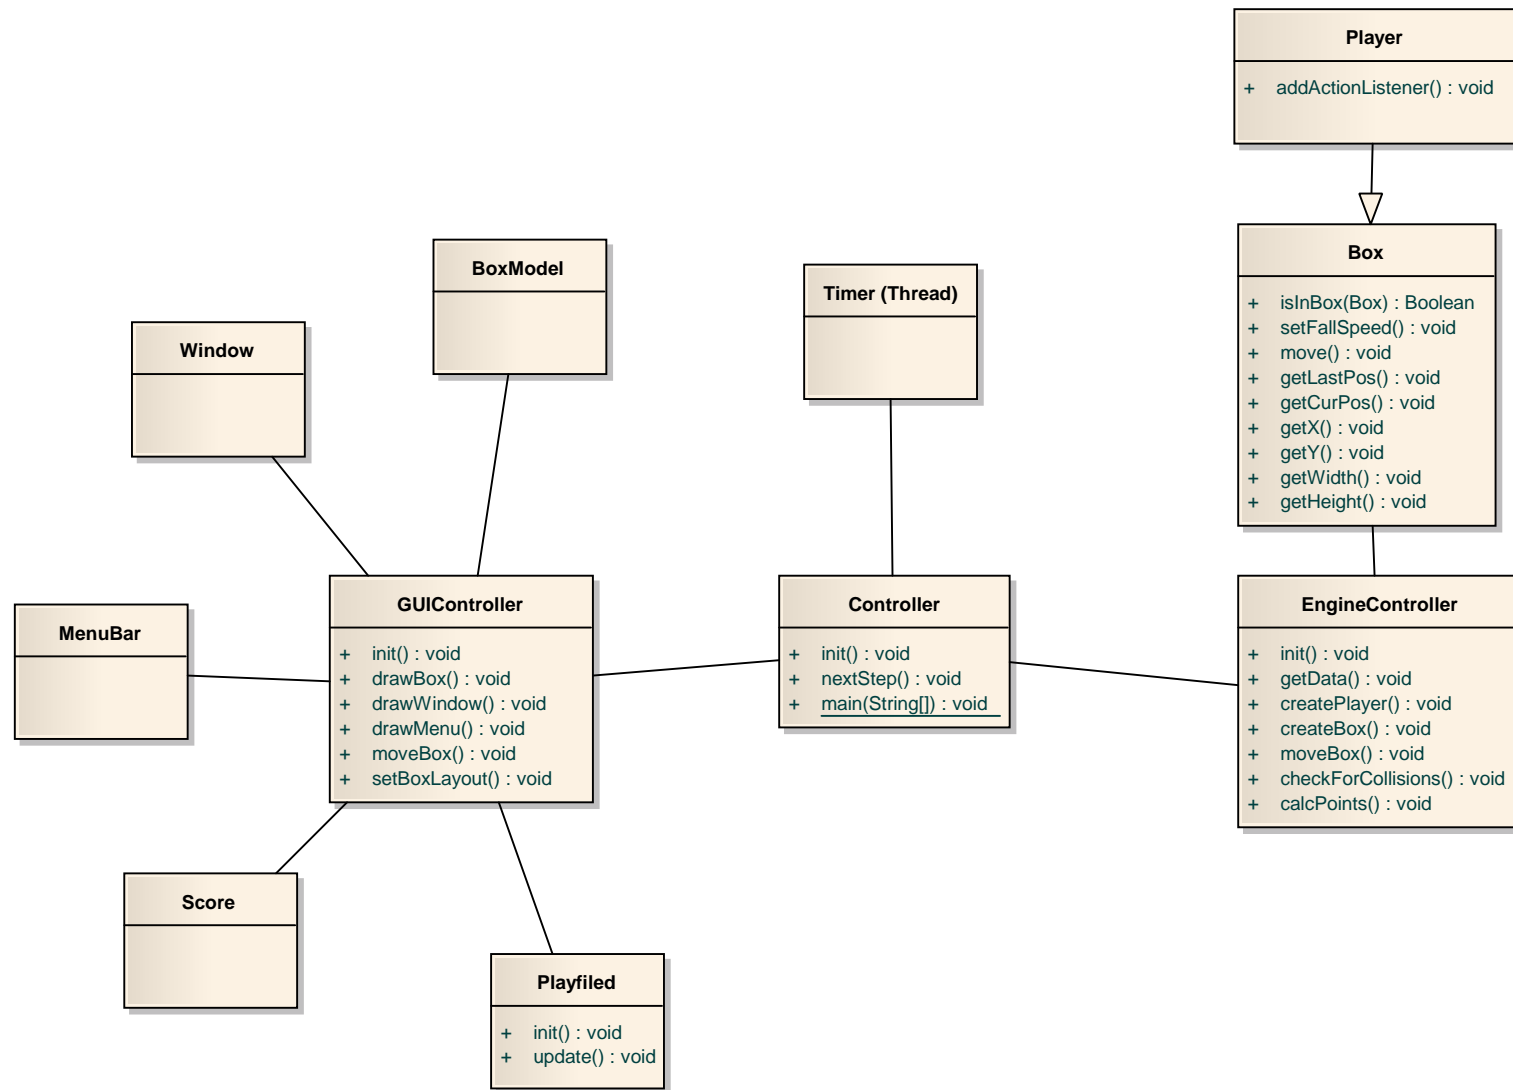 Player
+ addActionListener() : void
Box
+ isInBox(Box) : Boolean
+ setFallSpeed() : void
+ move() : void
+ getLastPos() : void
+ getCurPos() : void
+ getX() : void
+ getY() : void
+ getWidth() : void
+ getHeight() : void
BoxModel
Timer (Thread)
Window
MenuBar
GUIController
+ init() : void
+ drawBox() : void
+ drawWindow() : void
+ drawMenu() : void
+ moveBox() : void
+ setBoxLayout() : void
Controller
+ init() : void
+ nextStep() : void
+ main(String[]) : void
EngineController
+ init() : void
+ getData() : void
+ createPlayer() : void
+ createBox() : void
+ moveBox() : void
+ checkForCollisions() : void
+ calcPoints() : void
Score
Playfiled
+ init() : void
+ update() : void